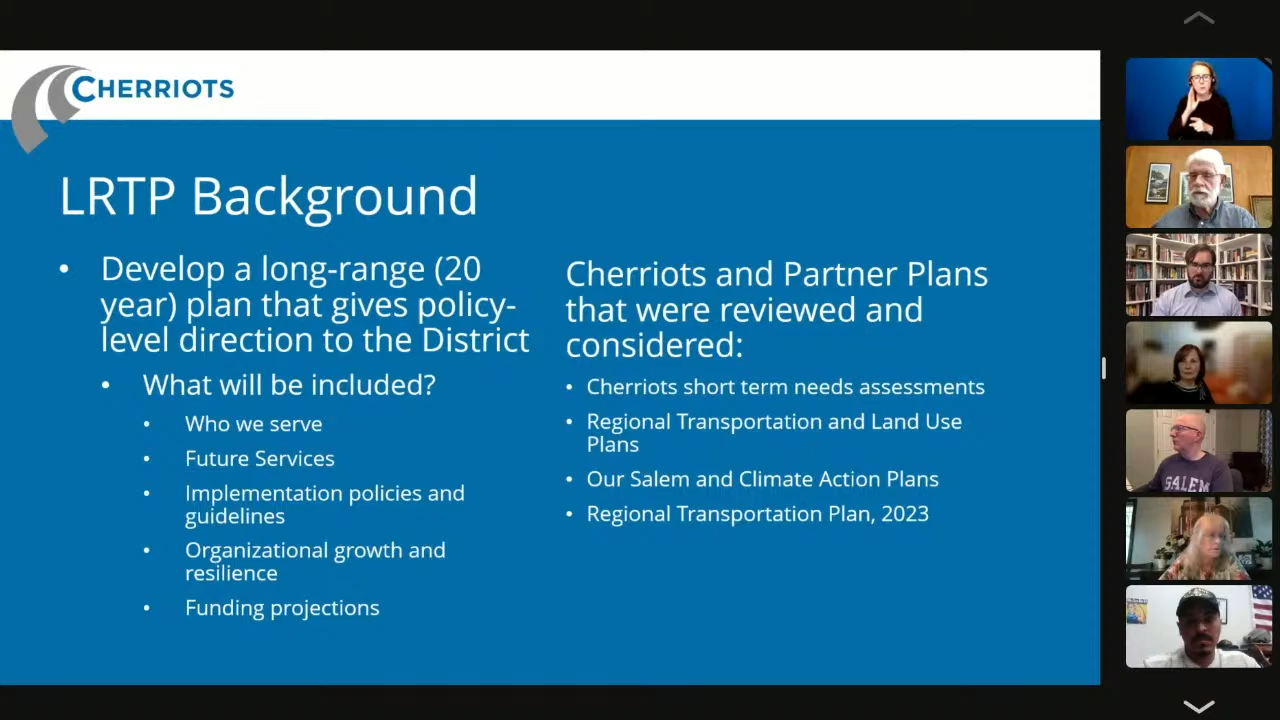 CHERRIOTS
LRTP Background
• Develop a long-range (20
year) plan that gives policy-
level direction to the District
• What will be included?
• Who we serve
• Future Services
• Implementation policies and
guidelines
• Organizational growth and
resilience
• Funding projections
Cherriots and Partner Plans
that were reviewed and
considered:
• Cherriots short term needs assessments
• Regional Transportation and Land Use
Plans
• Our Salem and Climate Action Plans
• Regional Transportation Plan, 2023
SALEM